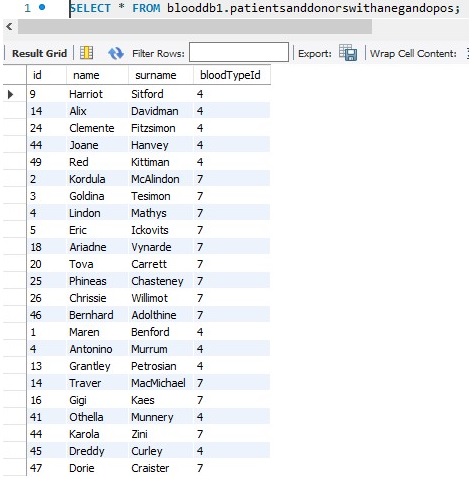 1 SELECT * FROM blooddb1.patientsanddonorswithanegandopos;
Result Grid Filter Rows: Export: Wrap Cell Content:
id name surname bloodTypeId
9 Harriot Sitford 4
14 Alix Davidman 4
24 Clemente Fitzsimon 4
44 Joane Hanvey 4
49 Red Kittiman 4
2 Kordula McAlindon 7
3 Goldina Tesimon 7
4 Lindon Mathys 7
5 Eric Ickovits 7
18 Ariadne Vynarde 7
20 Tova Carrett 7
25 Phineas Chasteney 7
26 Chrissie Willimot 7
46 Bernhard Adolthine 7
1 Maren Benford 4
4 Antonino Murrum 4
13 Grantley Petrosian 4
14 Traver MacMichael 7
16 Gigi Kaes 7
41 Othella Munnery 4
44 Karola Zini 7
45 Dreddy Curley 4
47 Dorie Craister 7